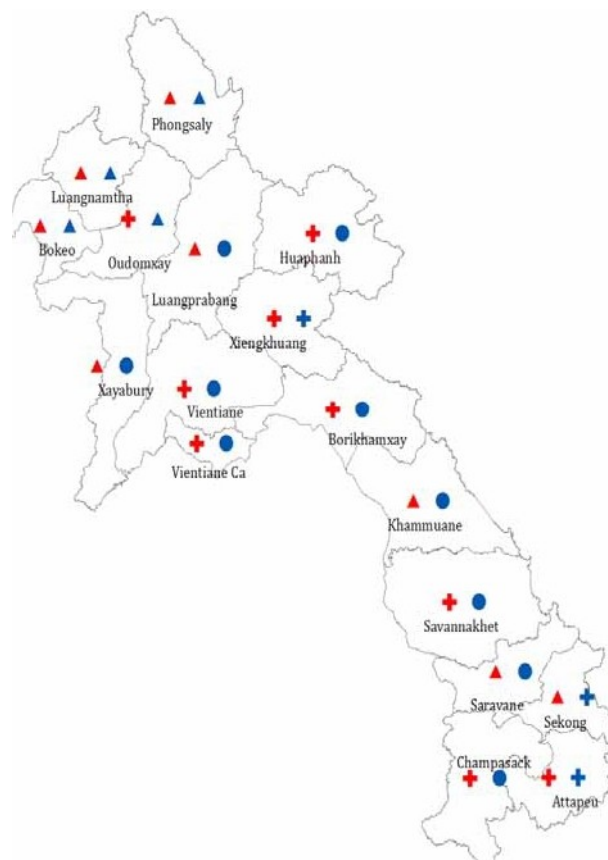 Phongsaly
Luangnamtha
Bokeo
Oudomxay
Huaphanh
Luangprabang
Xiengkhuang
Xayabury
Vientiane
Borikhamxay
Vientiane Ca
Khammuane
Savannakhet
Saravane
Sekong
Champasack
Attapeu